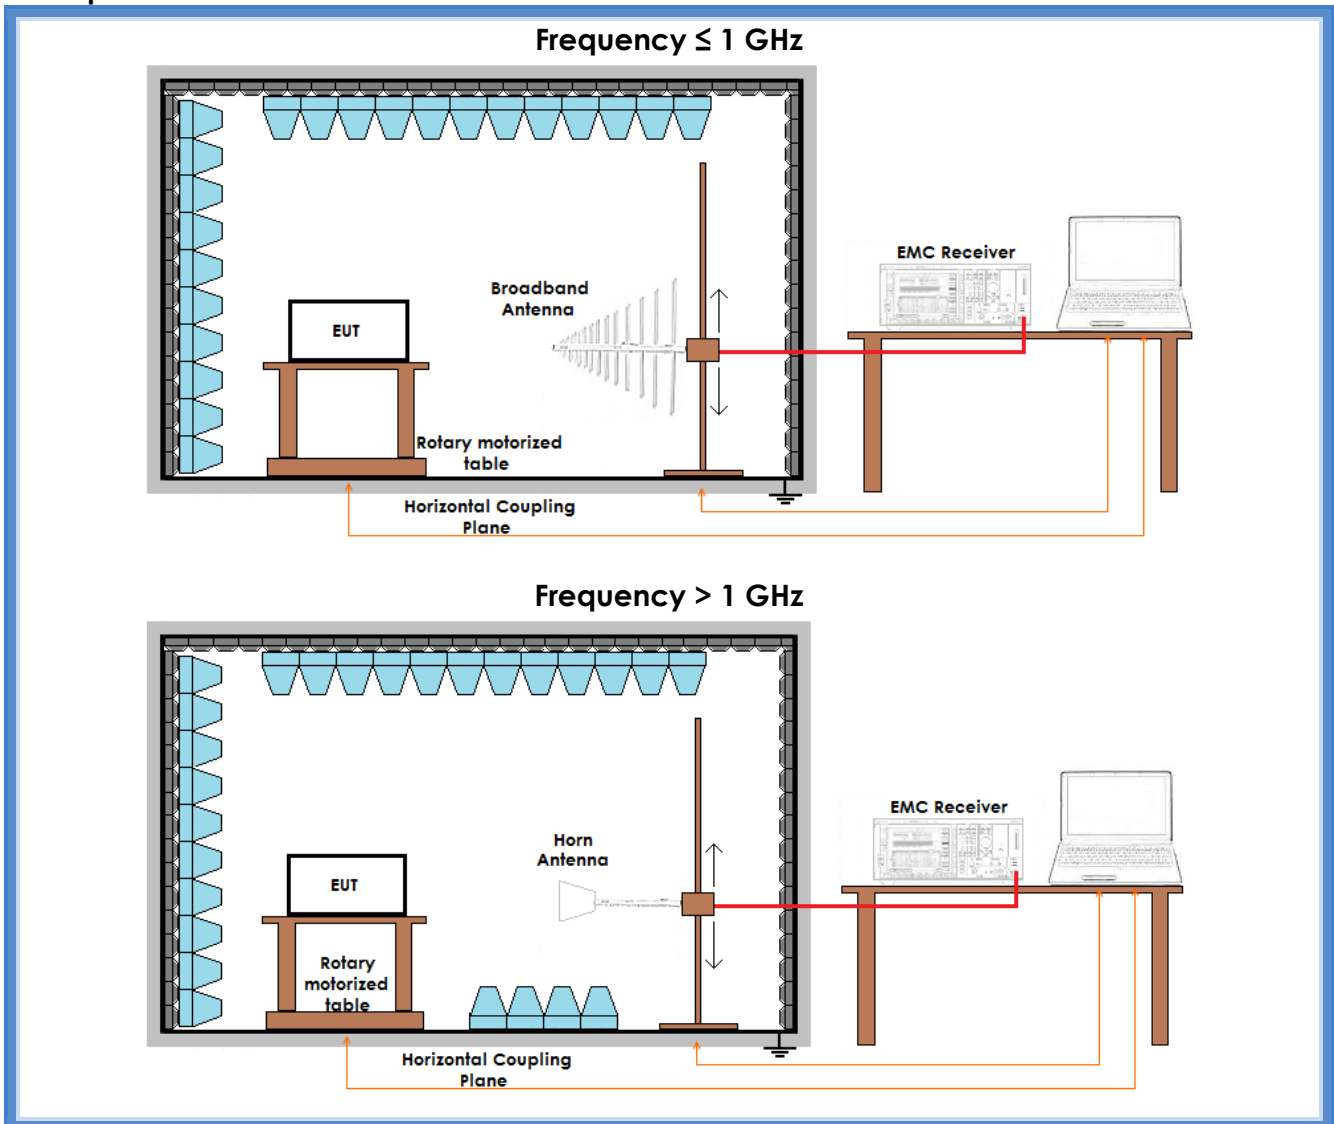 Frequency ≤ 1 GHz
EMC Receiver
Broadband
Antenna
EUT
Rotary motorized
table
Horizontal Coupling
Plane
Frequency > 1 GHz
EMC Receiver
Horn
Antenna
EUT
Rotary
motorized
table
Horizontal Coupling
Plane